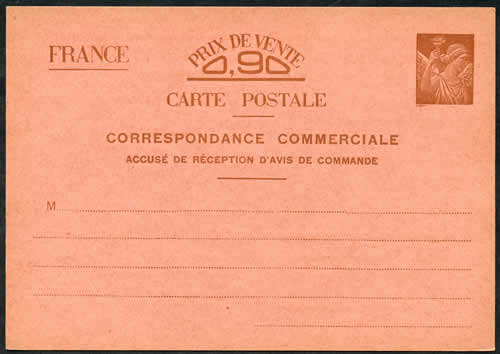 FRANCE
PRIX DE VENTE
0,90
CARTE POSTALE
CORRESPONDANCE COMMERCIALE
ACCUSÉ DE RÉCEPTION D'AVIS DE COMMANDE
M